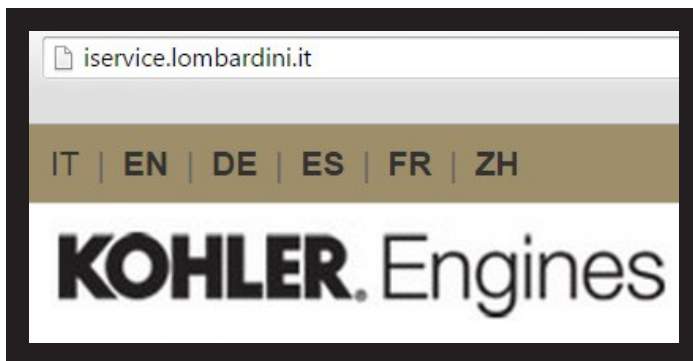 iservice.lombardini.it
IT | EN | DE | ES | FR | ZH
KOHLER. Engines